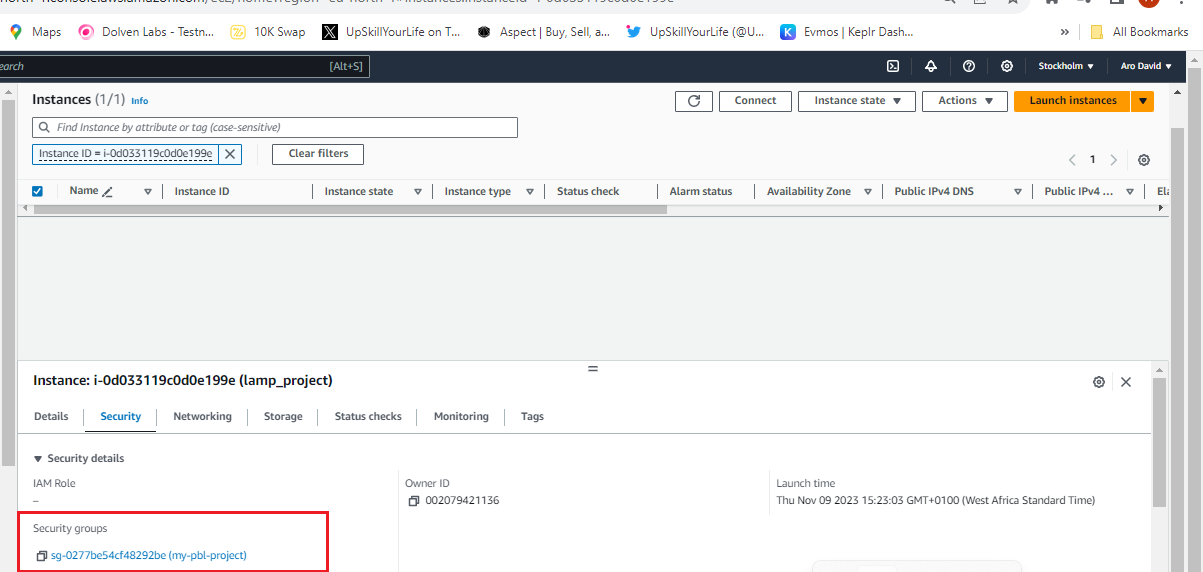 Maps Dolven Labs - Testn... 10K Swap UpSkillYourLife on T... Aspect | Buy, Sell, a... UpSkillYourLife (@U... Evmos | Keplr Dash... » All Bookmarks
earch [Alt+S] Stockholm ▼ Aro David ▼
Instances (1/1) Info Connect Instance state ▼ Actions ▼ Launch instances ▼
Find Instance by attribute or tag (case-sensitive)
Instance ID = i-0d033119c0d0e199e Clear filters
1
Name Instance ID Instance state Instance type Status check Alarm status Availability Zone Public IPv4 DNS Public IPv4 ... Ela
Instance: i-0d033119c0d0e199e (lamp_project)
Details Security Networking Storage Status checks Monitoring Tags
▼ Security details
IAM Role Owner ID Launch time
– 002079421136 Thu Nov 09 2023 15:23:03 GMT+0100 (West Africa Standard Time)
Security groups
sg-0277be54cf48292be (my-pbl-project)